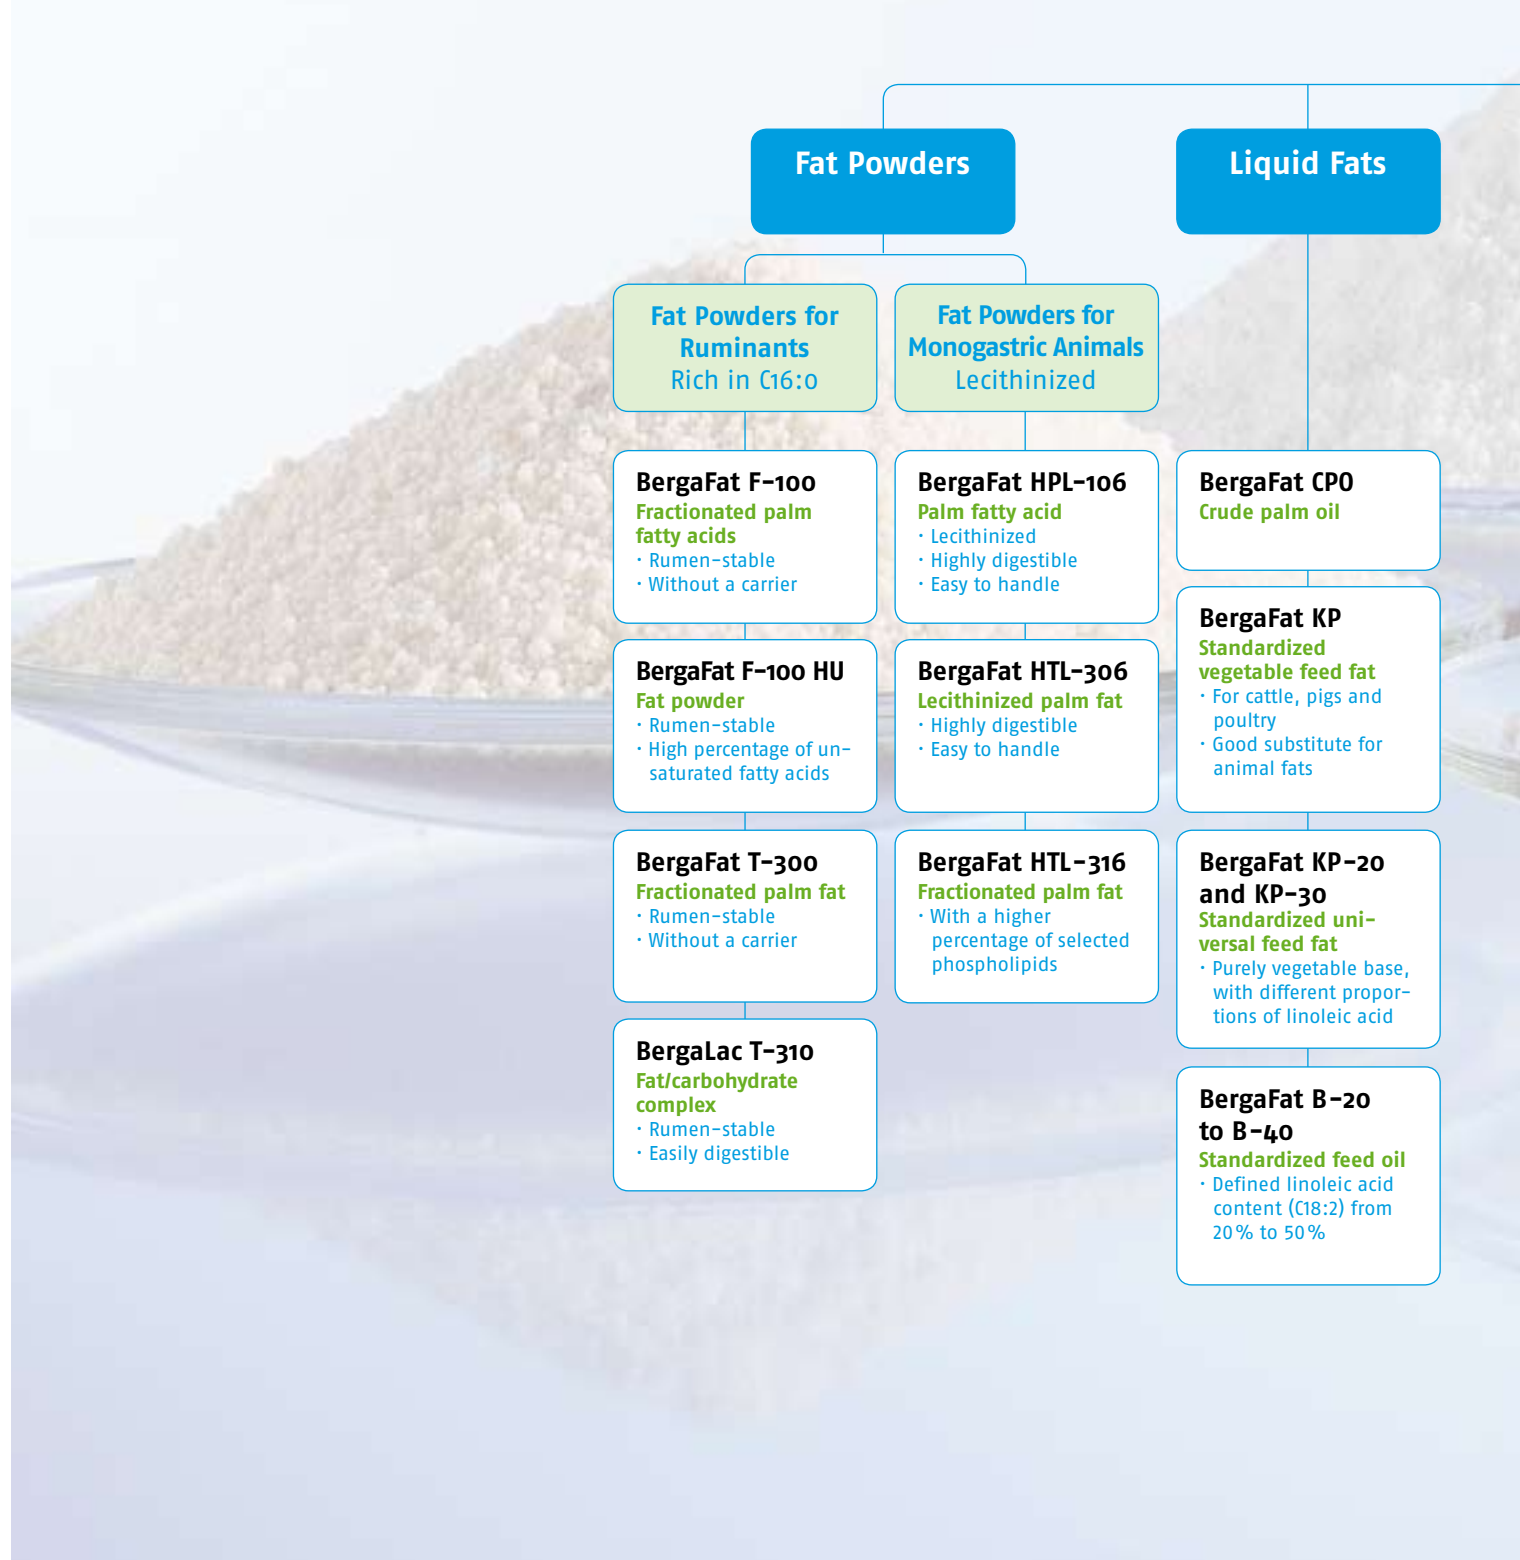 Fat Powders
Liquid Fats
Fat Powders for
Ruminants
Rich in C16:0
Fat Powders for
Monogastric Animals
Lecithinized
BergaFat F-100
Fractionated palm
fatty acids
· Rumen-stable
· Without a carrier
BergaFat F-100 HU
Fat powder
· Rumen-stable
· High percentage of un-
saturated fatty acids
BergaFat T-300
Fractionated palm fat
· Rumen-stable
· Without a carrier
BergaLac T-310
Fat/carbohydrate
complex
· Rumen-stable
· Easily digestible
BergaFat HPL-106
Palm fatty acid
· Lecithinized
· Highly digestible
· Easy to handle
BergaFat HTL-306
Lecithinized palm fat
· Highly digestible
· Easy to handle
BergaFat HTL-316
Fractionated palm fat
· With a higher
percentage of selected
phospholipids
BergaFat CPO
Crude palm oil
BergaFat KP
Standardized
vegetable feed fat
· For cattle, pigs and
poultry
· Good substitute for
animal fats
BergaFat KP-20
and KP-30
Standardized uni-
versal feed fat
· Purely vegetable base,
with different propor-
tions of linoleic acid
BergaFat B-20
to B-40
Standardized feed oil
· Defined linoleic acid
content (C18:2) from
20% to 50%